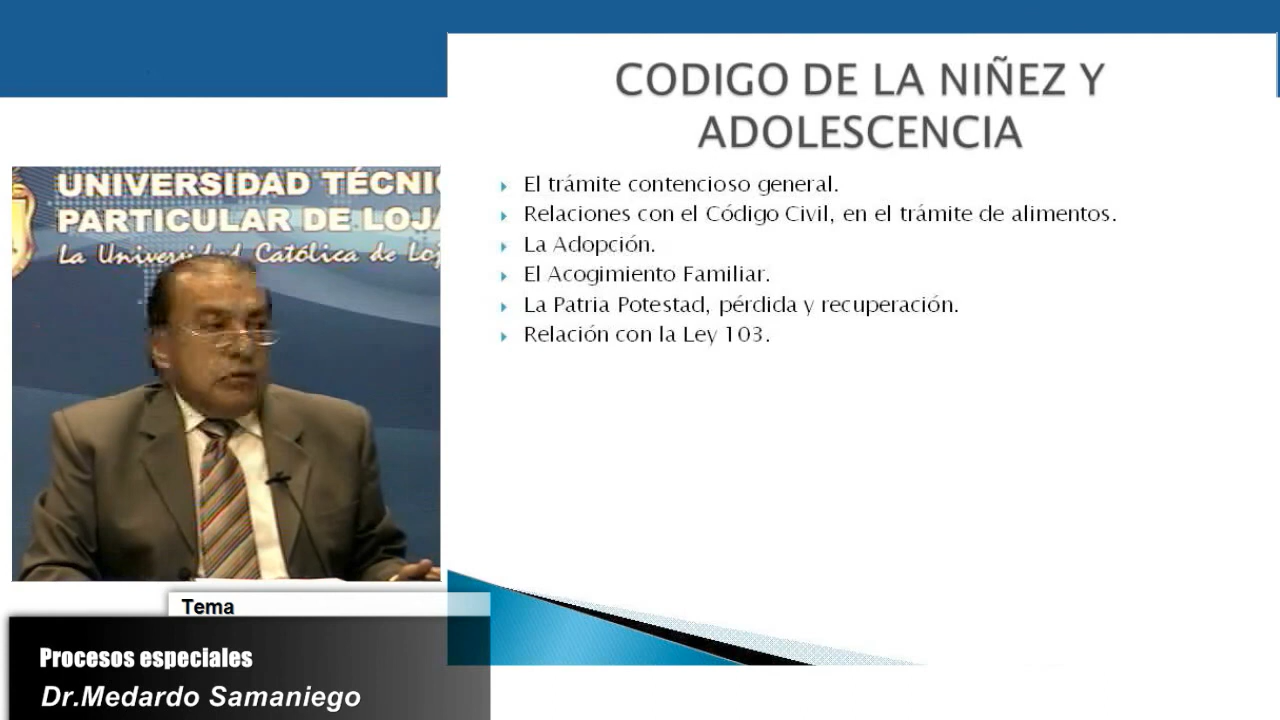 CODIGO DE LA NIÑEZ Y
ADOLESCENCIA
El trámite contencioso general.
Relaciones con el Código Civil, en el trámite de alimentos.
La Adopción.
El Acogimiento Familiar.
La Patria Potestad, pérdida y recuperación.
Relación con la Ley 103.
UNIVERSIDAD TÉCNI
PARTICULAR DE LOJA
La Universidad Católica de Loj
Tema
Procesos especiales
Dr.Medardo Samaniego